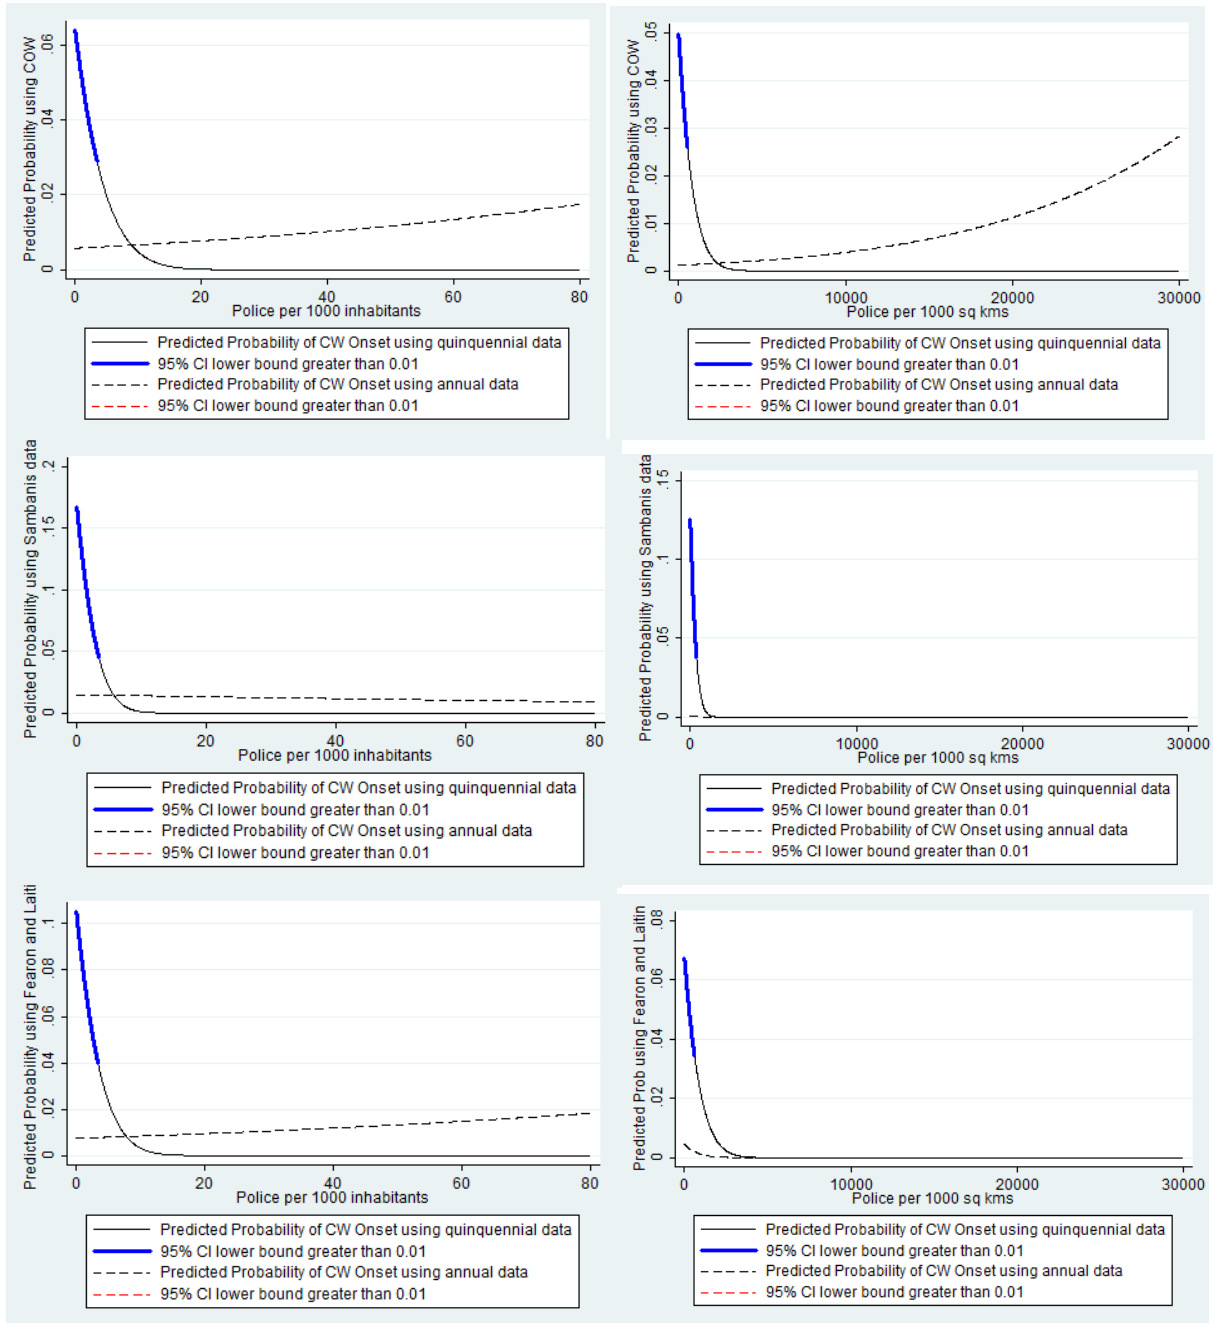 Predicted Probability using COW
.06
.04
.02
0
0
20
40
60
80
Police per 1000 inhabitants
Predicted Probability of CW Onset using quinquennial data
95% CI lower bound greater than 0.01
Predicted Probability of CW Onset using annual data
95% CI lower bound greater than 0.01
Predicted Probability using COW
.05
.04
.03
.02
.01
0
0
10000
20000
30000
Police per 1000 sq kms
Predicted Probability of CW Onset using quinquennial data
95% CI lower bound greater than 0.01
Predicted Probability of CW Onset using annual data
95% CI lower bound greater than 0.01
Predicted Probability using Sambanis data
.2
.15
.1
.05
0
0
20
40
60
80
Police per 1000 inhabitants
Predicted Probability of CW Onset using quinquennial data
95% CI lower bound greater than 0.01
Predicted Probability of CW Onset using annual data
95% CI lower bound greater than 0.01
Predicted Probability using Sambanis data
.15
.1
.05
0
0
10000
20000
30000
Police per 1000 sq kms
Predicted Probability of CW Onset using quinquennial data
95% CI lower bound greater than 0.01
Predicted Probability of CW Onset using annual data
95% CI lower bound greater than 0.01
Predicted Probability using Fearon and Laiti
.1
.08
.06
.04
.02
0
0
20
40
60
80
Police per 1000 inhabitants
Predicted Probability of CW Onset using quinquennial data
95% CI lower bound greater than 0.01
Predicted Probability of CW Onset using annual data
95% CI lower bound greater than 0.01
Predicted Prob using Fearon and Laitin
.08
.06
.04
.02
0
0
10000
20000
30000
Police per 1000 sq kms
Predicted Probability of CW Onset using quinquennial data
95% CI lower bound greater than 0.01
Predicted Probability of CW Onset using annual data
95% CI lower bound greater than 0.01